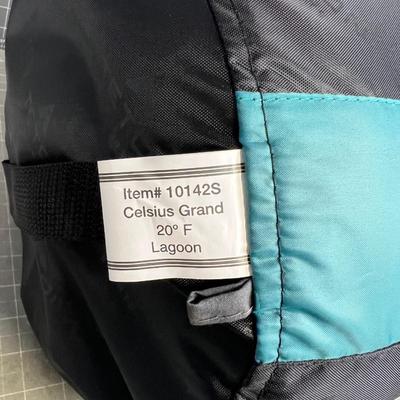 Item# 10142S
Celsius Grand
20° F
Lagoon